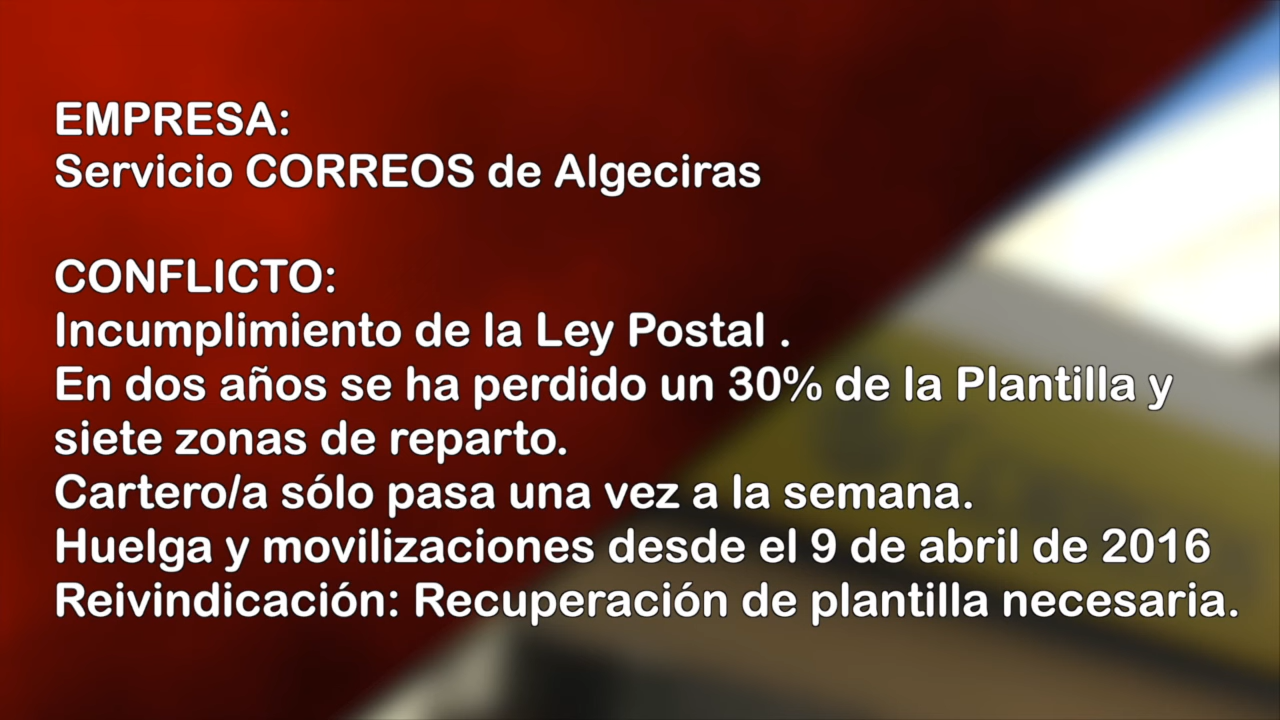 EMPRESA:
Servicio CORREOS de Algeciras
CONFLICTO:
Incumplimiento de la Ley Postal .
En dos años se ha perdido un 30% de la Plantilla y
siete zonas de reparto.
Cartero/a sólo pasa una vez a la semana.
Huelga y movilizaciones desde el 9 de abril de 2016
Reivindicación: Recuperación de plantilla necesaria.